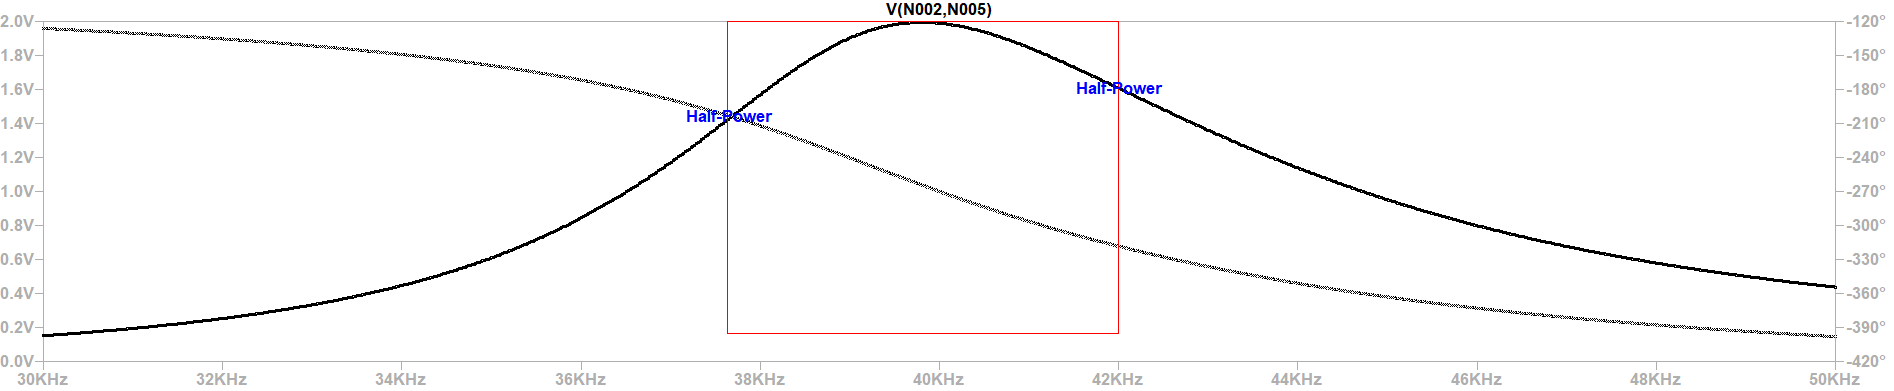 V(N002,N005)
2.0V
1.8V
1.6V
1.4V
1.2V
1.0V
0.8V
0.6V
0.4V
0.2V
0.0V
Half-Power
Half-Power
-120°
-150°
-180°
-210°
-240°
-270°
-300°
-330°
-360°
-390°
-420°
30KHz 32KHz 34KHz 36KHz 38KHz 40KHz 42KHz 44KHz 46KHz 48KHz 50KHz